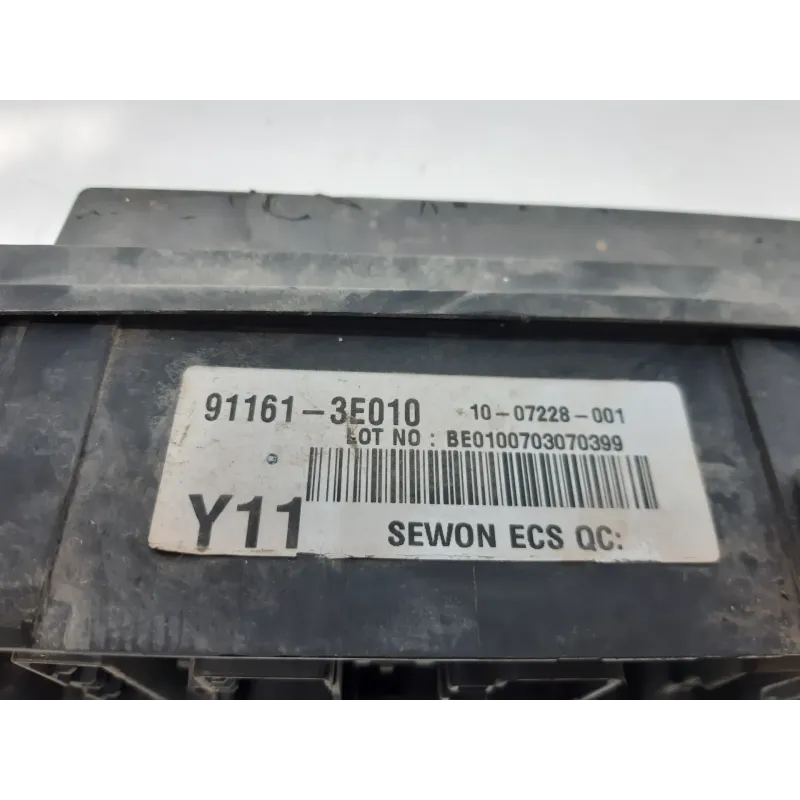 91161-3E010 10-07228-001
LOT NO : BE0100703070399
Y11 SEWON ECS QC: